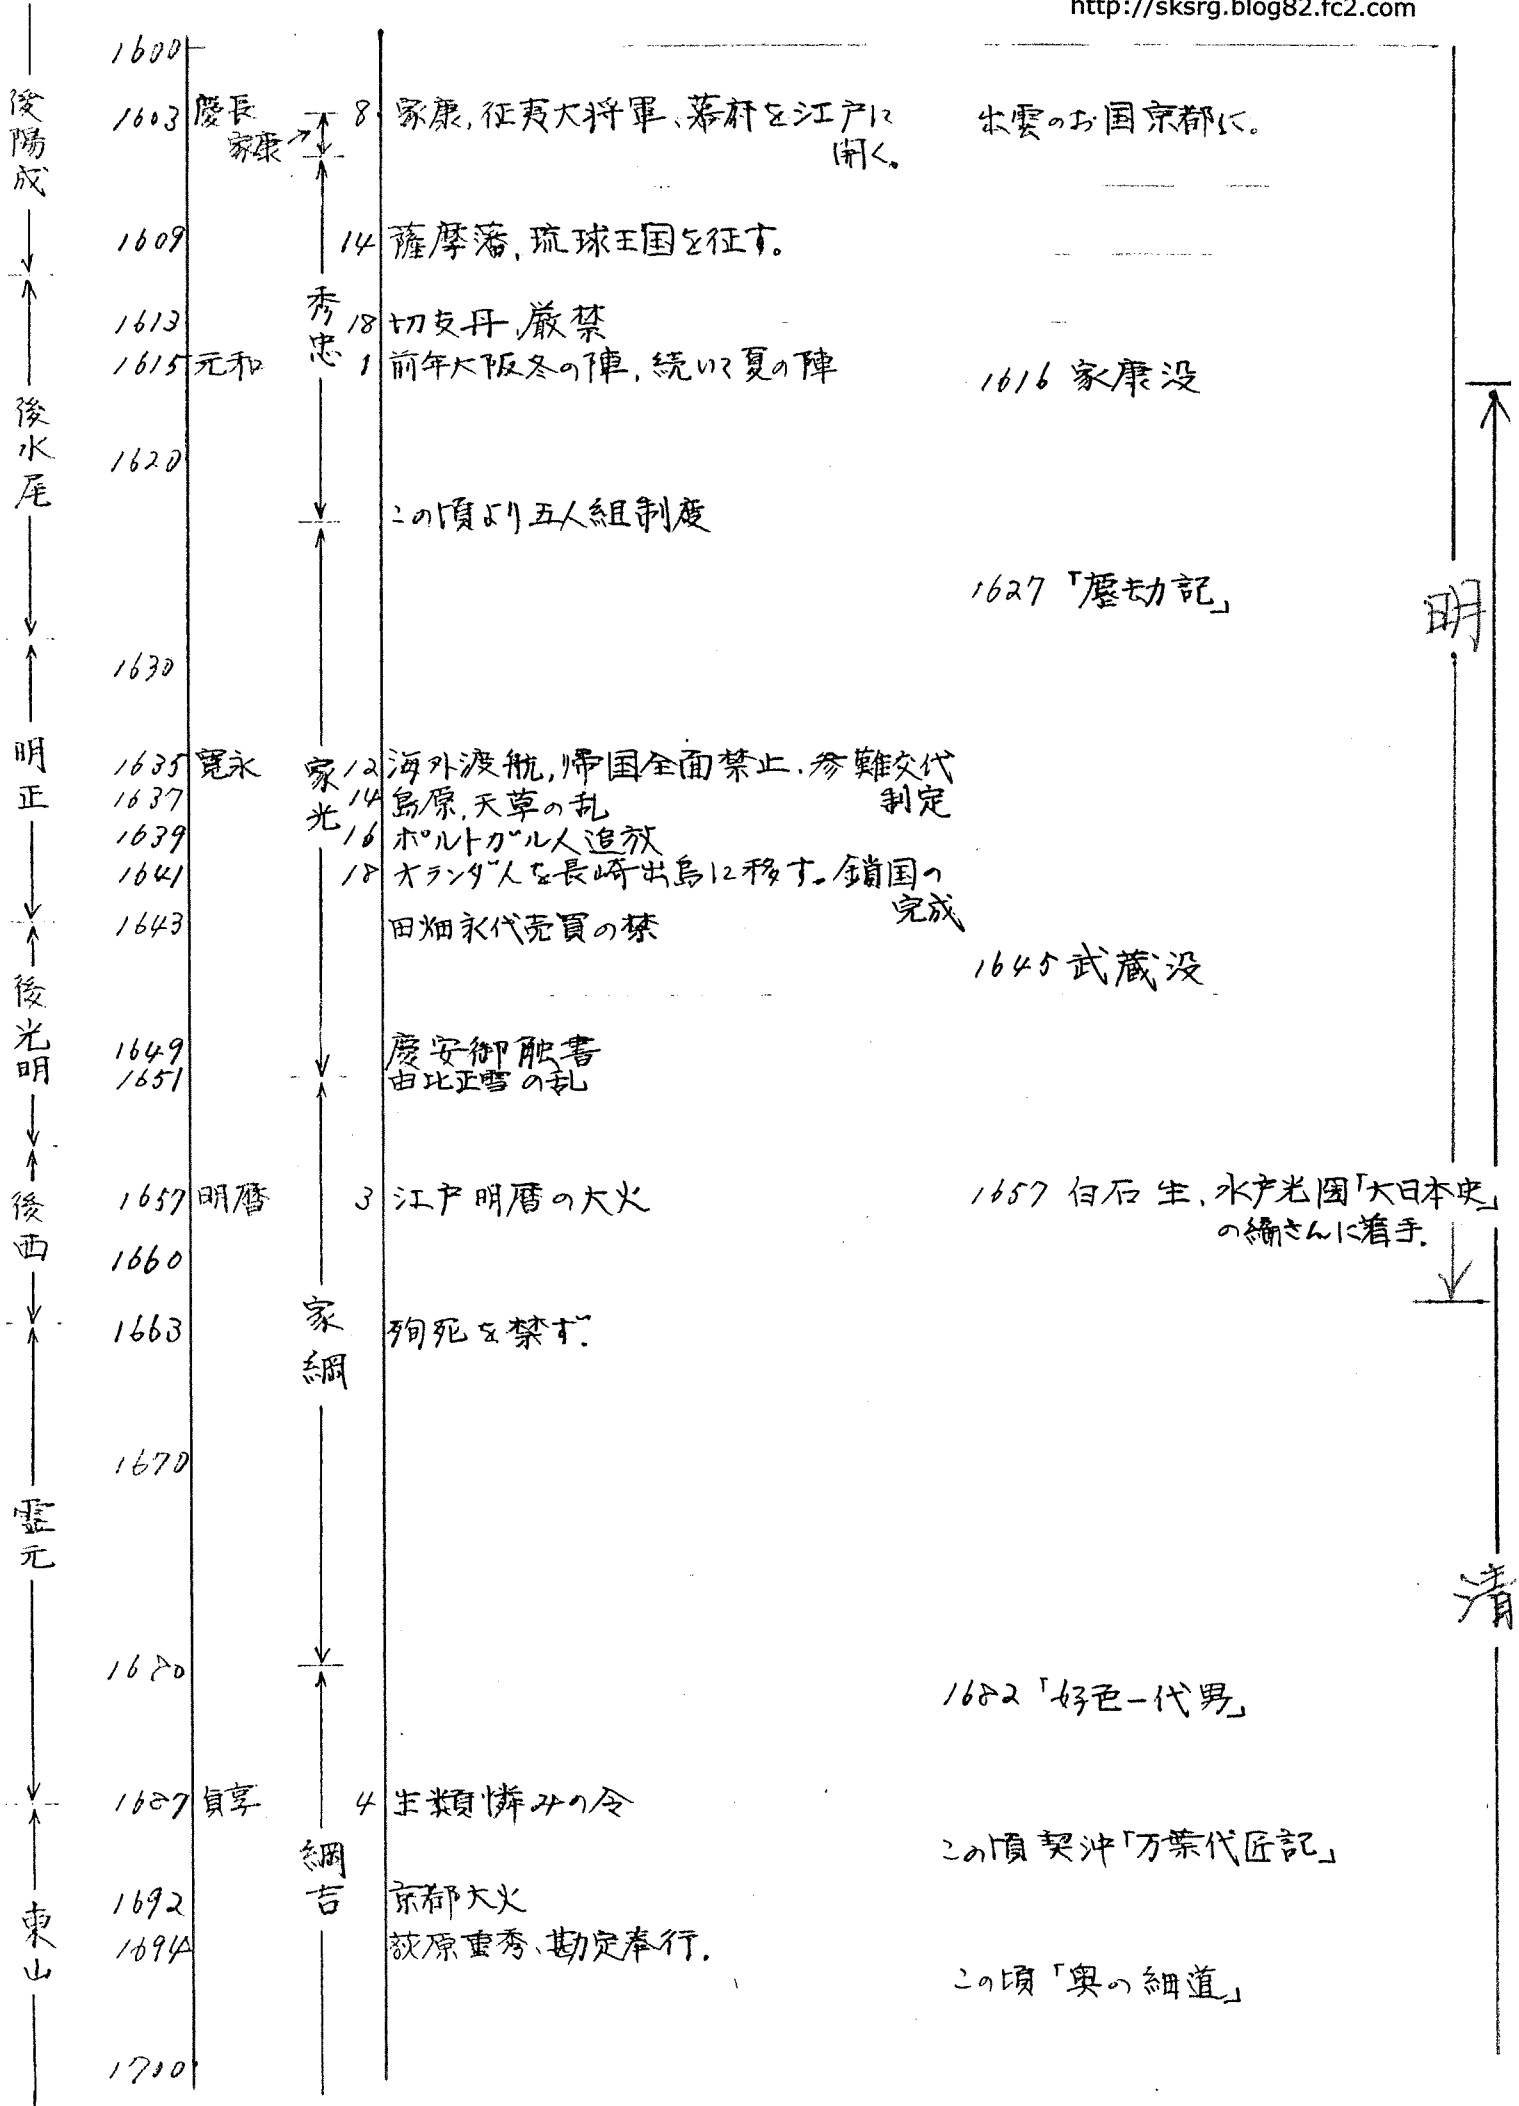 http://sksrg.blog82.fc2.com
1600
1603 慶長 8 家康,征夷大将軍、幕府を江戸に 出雲のお国京都に。
家康 開く。
後陽成
1609 14 薩摩藩,琉球王国を征す。
秀忠
1613 18 切支丹,厳禁
1615 元和 1 前年大阪冬の陣,続いて夏の陣 1616 家康没
後水尾
1620
この頃より五人組制度
1627「塵劫記」
明
1630
明正
1635 寛永 12 海外渡航,帰国全面禁止、参難交代
家光
1637 14 島原,天草の乱 制定
1639 16 ポルトガル人追放
1641 18 オランダ人を長崎出島に移す。鎖国の
完成
1643 田畑永代売買の禁
1645 武蔵没
後光明
1649 慶安御触書
1651 由比正雪の乱
1657 明暦 3 江戸明暦の大火 1657 白石生、水戸光圀「大日本史」
の編さんに着手.
後西
1660
家綱
1663 殉死を禁ず.
1670
霊元
清
1680
1682「好色一代男」
1687 貞享 4 生類憐みの令
綱吉
この頃 契沖「万葉代匠記」
1692 京都大火
東山
1694 荻原重秀、勘定奉行.
この頃「奥の細道」
1700